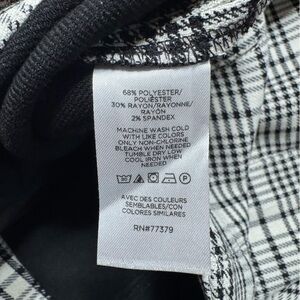 68% POLYESTER/
POLIÉSTER
30% RAYON/RAYONNE/
RAYÓN
2% SPANDEX
MACHINE WASH COLD
WITH LIKE COLORS
ONLY NON-CHLORINE
BLEACH WHEN NEEDED
TUMBLE DRY LOW
COOL IRON WHEN
NEEDED
AVEC DES COULEURS
SEMBLABLES/CON
COLORES SIMILARES
RN#77379